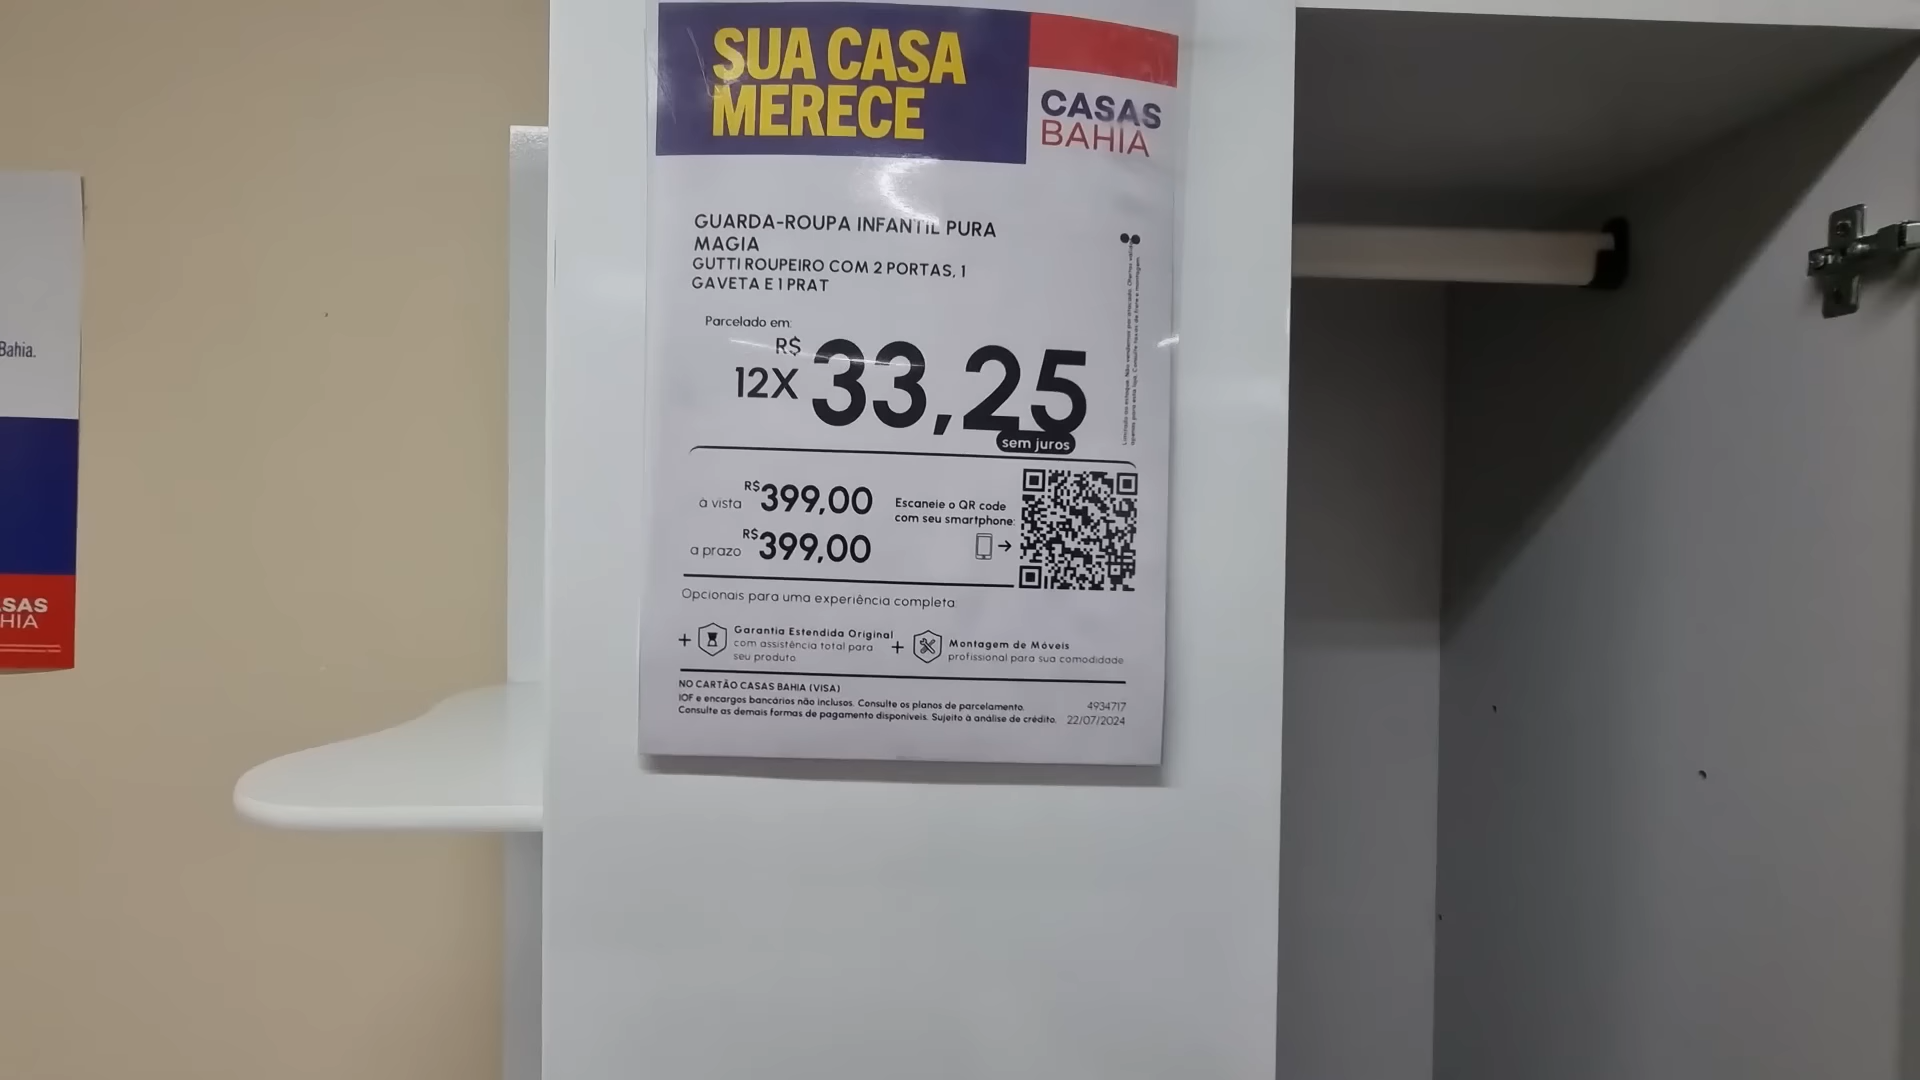 SUA CASA
MERECE
CASAS
BAHIA
GUARDA-ROUPA INFANTIL PURA
MAGIA
GUTTI ROUPEIRO COM 2 PORTAS, 1
GAVETA E 1 PRAT
Parcelado em:
R$
12X 33,25
sem juros
à vista R$ 399,00
a prazo R$ 399,00
Escaneie o QR code
com seu smartphone:
Opcionais para uma experiência completa:
+ Garantia Estendida Original
com assistência total para
seu produto
+ Montagem de Móveis
profissional para sua comodidade
NO CARTÃO CASAS BAHIA (VISA)
IOF e encargos bancários não inclusos. Consulte os planos de parcelamento.
Consulte as demais formas de pagamento disponíveis. Sujeito à análise de crédito.
4934717
22/07/2024
Bahia.
SAS
HIA